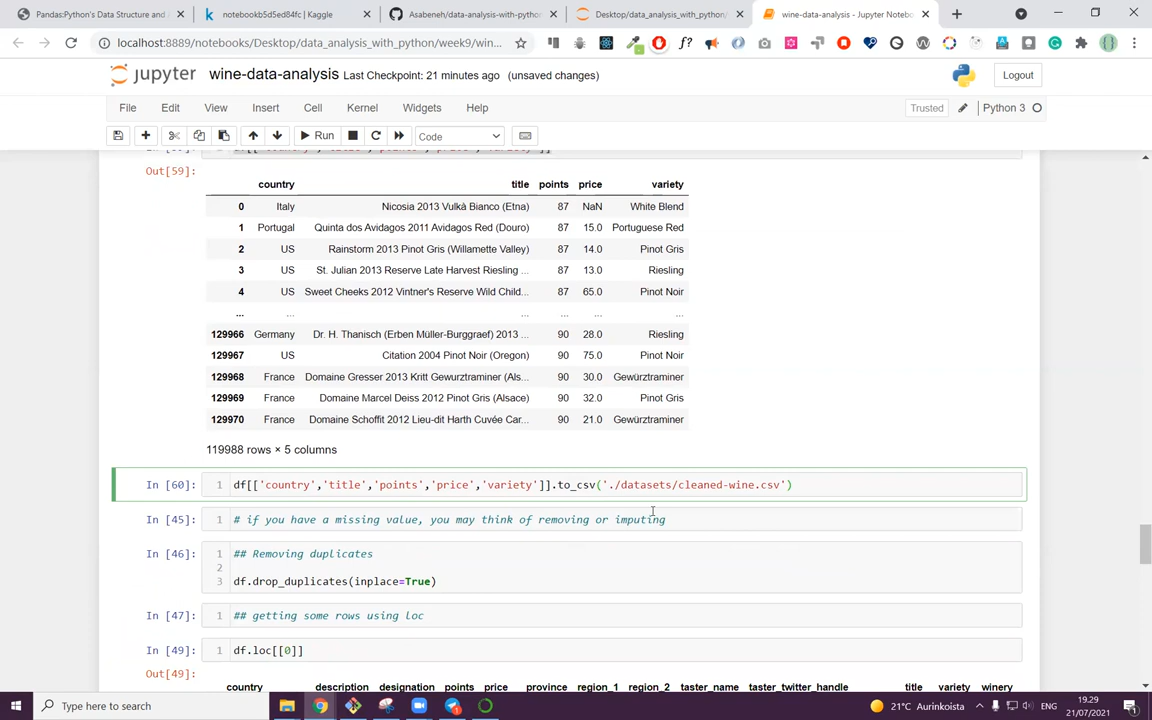 Pandas:Python's Data Structure and
notebookb5d5ed84fc | Kaggle
Asabeneh/data-analysis-with-python
Desktop/data_analysis_with_python/
wine-data-analysis - Jupyter Notebo
localhost:8889/notebooks/Desktop/data_analysis_with_python/week9/win...
jupyter wine-data-analysis Last Checkpoint: 21 minutes ago (unsaved changes)
Logout
File Edit View Insert Cell Kernel Widgets Help
Trusted Python 3
Run Code
Out[59]:
country title points price variety
0 Italy Nicosia 2013 Vulkà Bianco (Etna) 87 NaN White Blend
1 Portugal Quinta dos Avidagos 2011 Avidagos Red (Douro) 87 15.0 Portuguese Red
2 US Rainstorm 2013 Pinot Gris (Willamette Valley) 87 14.0 Pinot Gris
3 US St. Julian 2013 Reserve Late Harvest Riesling ... 87 13.0 Riesling
4 US Sweet Cheeks 2012 Vintner's Reserve Wild Child... 87 65.0 Pinot Noir
... ... ... ... ... ...
129966 Germany Dr. H. Thanisch (Erben Müller-Burggraef) 2013 ... 90 28.0 Riesling
129967 US Citation 2004 Pinot Noir (Oregon) 90 75.0 Pinot Noir
129968 France Domaine Gresser 2013 Kritt Gewurztraminer (Als... 90 30.0 Gewürztraminer
129969 France Domaine Marcel Deiss 2012 Pinot Gris (Alsace) 90 32.0 Pinot Gris
129970 France Domaine Schoffit 2012 Lieu-dit Harth Cuvée Car... 90 21.0 Gewürztraminer
119988 rows × 5 columns
In [60]: 1 df[['country','title','points','price','variety']].to_csv('./datasets/cleaned-wine.csv')
In [45]: 1 # if you have a missing value, you may think of removing or imputing
In [46]: 1 ## Removing duplicates
2
3 df.drop_duplicates(inplace=True)
In [47]: 1 ## getting some rows using loc
In [49]: 1 df.loc[[0]]
Out[49]:
country description designation points price province region_1 region_2 taster_name taster_twitter_handle title variety winery
Type here to search
21°C Aurinkoista
ENG
19.29
21/07/2021